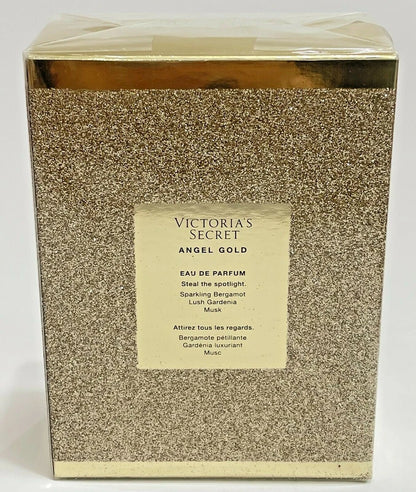 VICTORIA'S
SECRET
ANGEL GOLD
EAU DE PARFUM
Steal the spotlight.
Sparkling Bergamot
Lush Gardenia
Musk
Attirez tous les regards.
Bergamote pétillante
Gardénia luxuriant
Musc